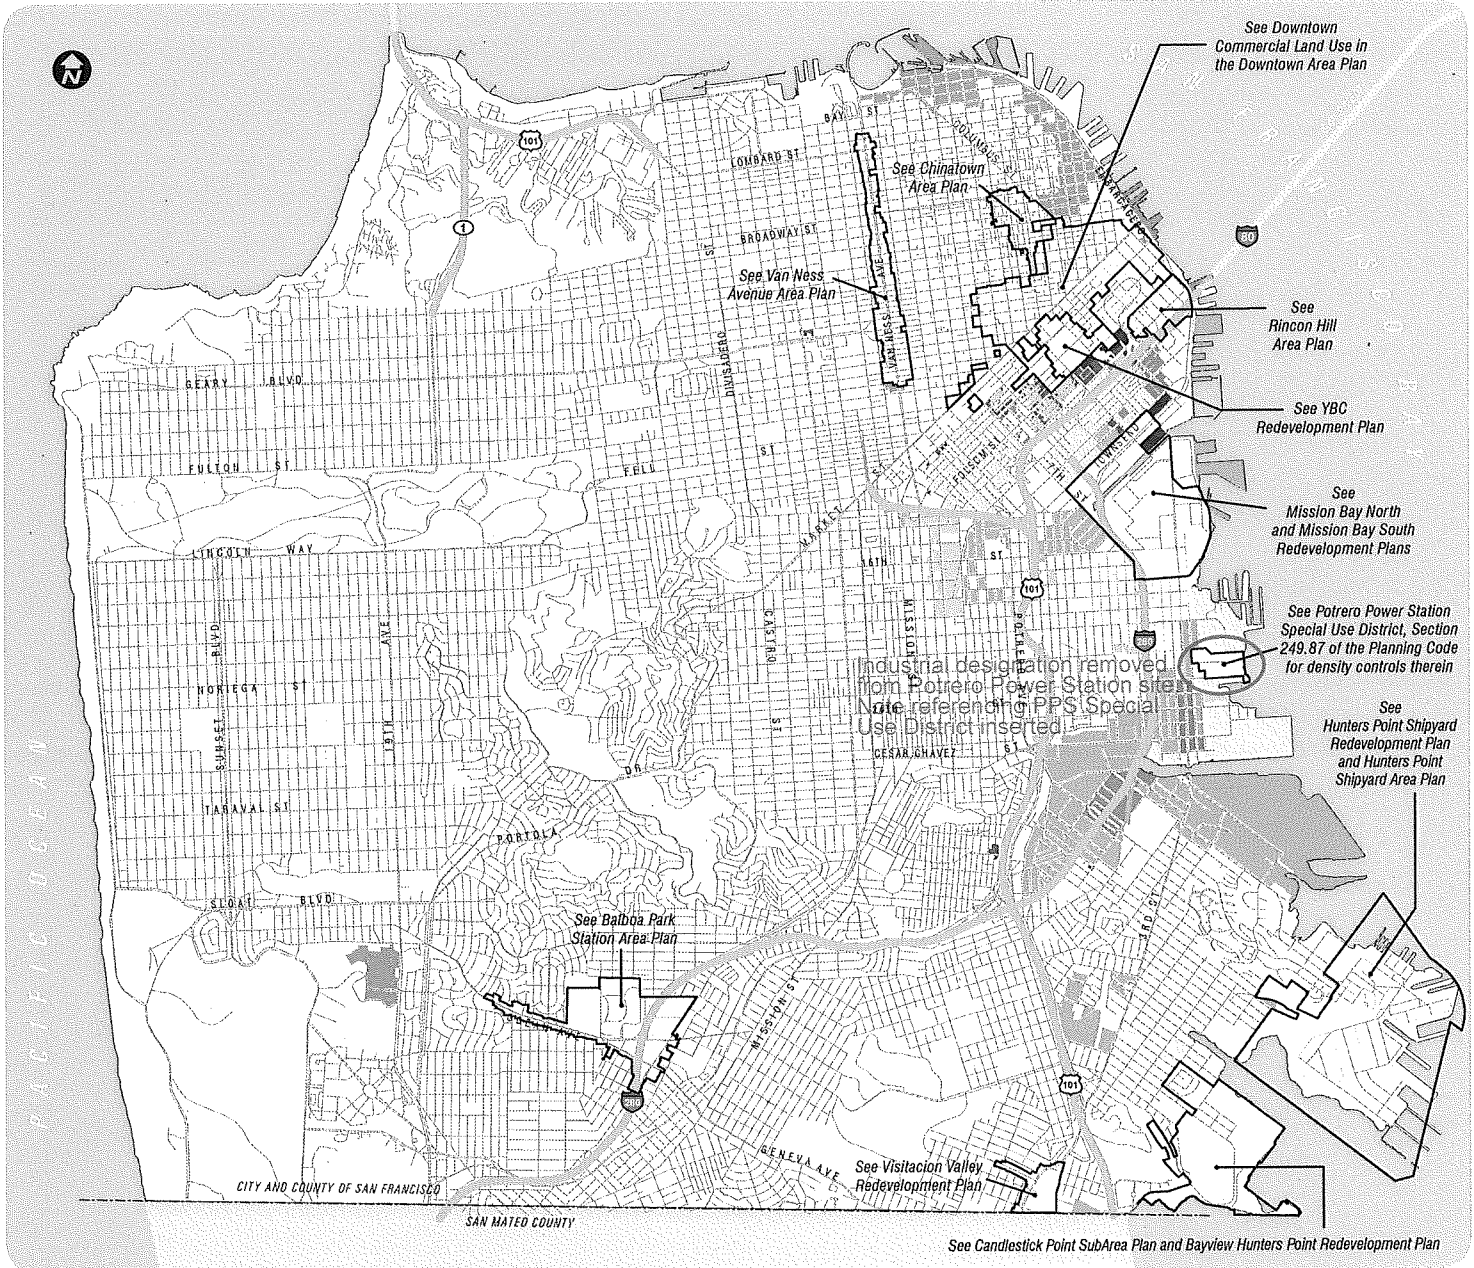 N
See Downtown
Commercial Land Use in
the Downtown Area Plan
101
BAY ST
COLUMBUS
LOMBARD ST
See Chinatown
Area Plan
EMBARCADERO
1
BROADWAY ST
ST
80
See Van Ness
Avenue Area Plan
VAN NESS AVE
See
Rincon Hill
Area Plan
DIVISADERO
GEARY BLVD
See YBC
Redevelopment Plan
FULTON ST
FELL
ST
FOLSOM ST
7TH ST
TOWNSEND
ST
See
Mission Bay North
and Mission Bay South
Redevelopment Plans
MARKET
LINCOLN WAY
16TH
ST
101
See Potrero Power Station
Special Use District, Section
249.87 of the Planning Code
for density controls therein
SUNSET BLVD
19TH AVE
CASTRO
ST
MISSION
POTRERO
280
Industrial designation removed
from Potrero Power Station site.
Note referencing PPS Special
Use District inserted.
NORIEGA ST
CESAR CHAVEZ
ST
See
Hunters Point Shipyard
Redevelopment Plan
and Hunters Point
Shipyard Area Plan
DR
TARAVAL ST
PORTOLA
3RD ST
SLOAT BLVD
See Balboa Park
Station Area Plan
OCEAN AVE
MISSION ST
PACIFIC OCEAN
280
101
GENEVA AVE
See Visitacion Valley
Redevelopment Plan
CITY AND COUNTY OF SAN FRANCISCO
SAN MATEO COUNTY
See Candlestick Point SubArea Plan and Bayview Hunters Point Redevelopment Plan